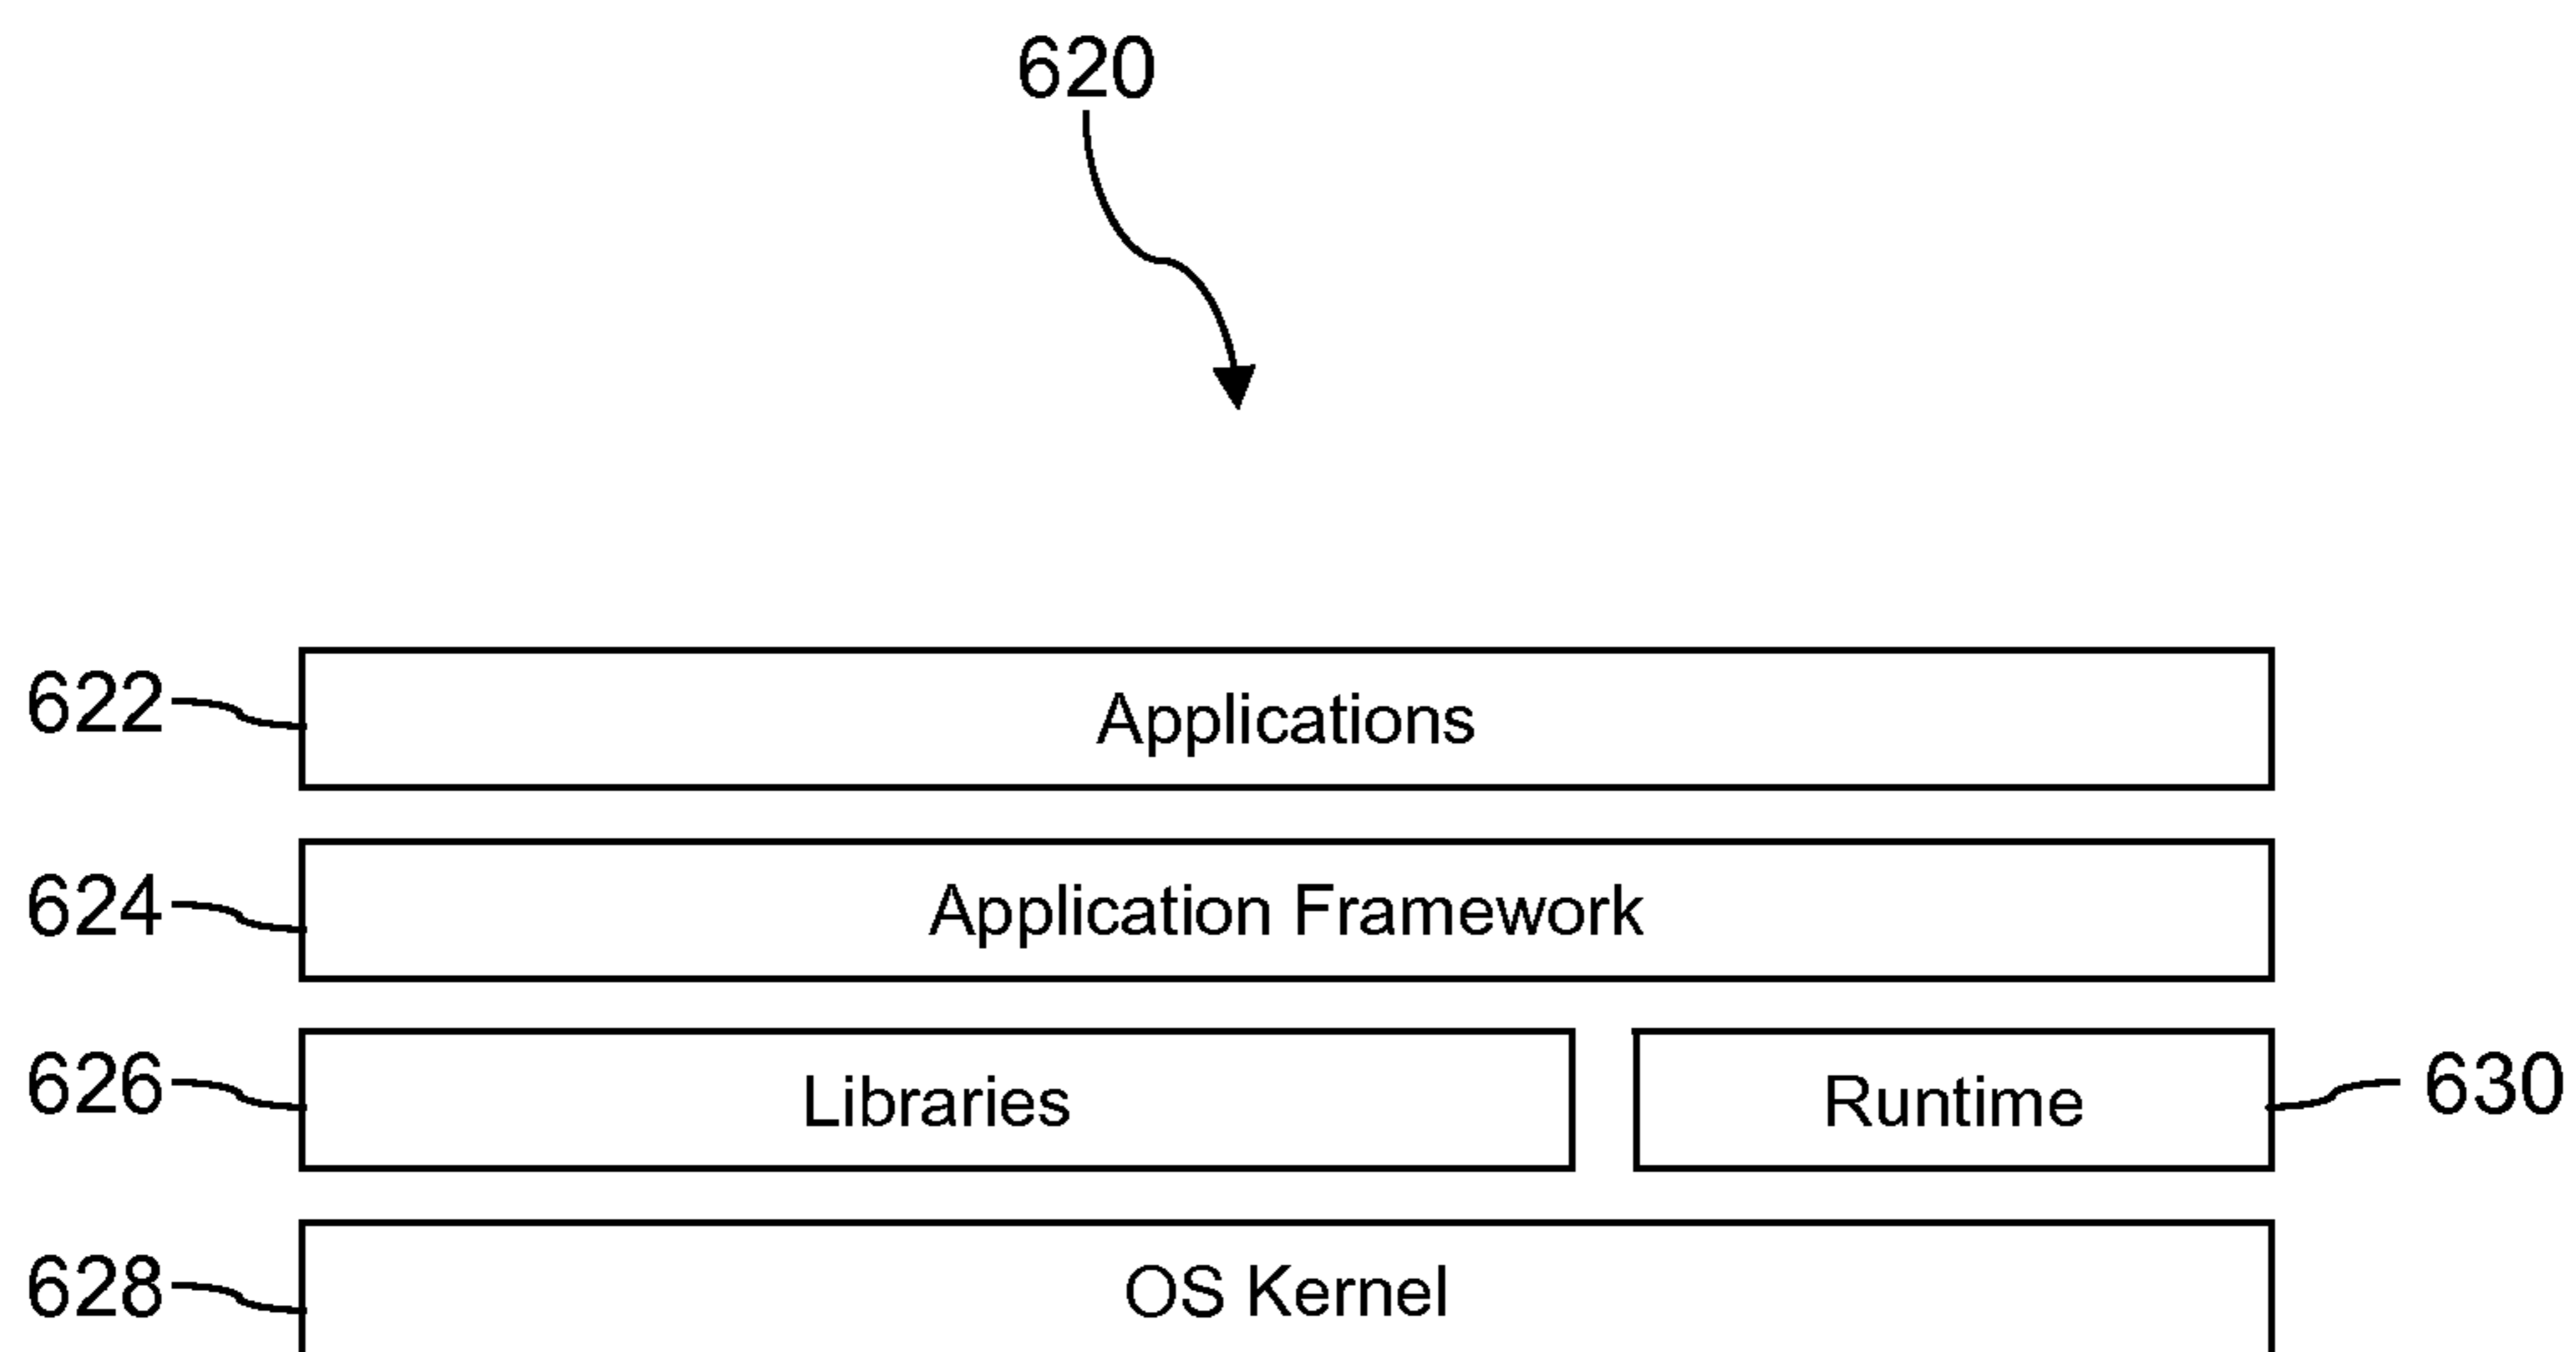 620
622 Applications
624 Application Framework
626 Libraries Runtime 630
628 OS Kernel